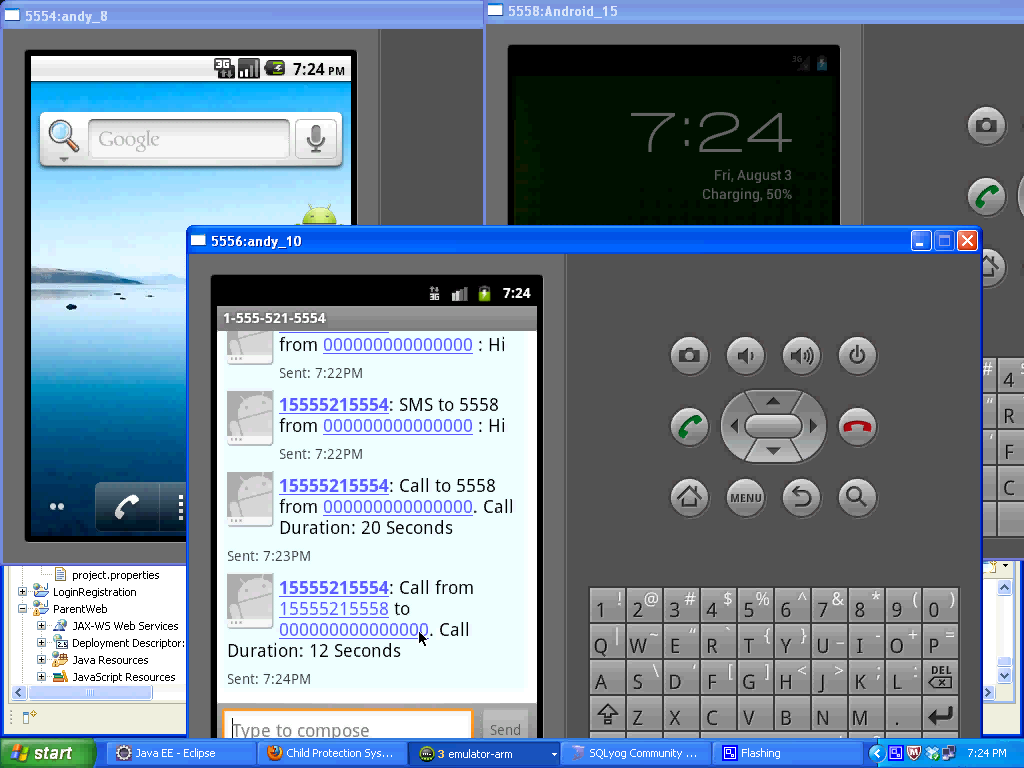 5554:andy_8
5558:Android_15
3G
7:24 PM
Google
3G
7:24
Fri, August 3
Charging, 50%
5556:andy_10
3G
7:24
1-555-521-5554
from 000000000000000 : Hi
Sent: 7:22PM
15555215554: SMS to 5558
from 000000000000000 : Hi
Sent: 7:22PM
15555215554: Call to 5558
from 000000000000000. Call
Duration: 20 Seconds
Sent: 7:23PM
15555215554: Call from
15555215558 to
000000000000000. Call
Duration: 12 Seconds
Sent: 7:24PM
Type to compose
Send
MENU
1 ! 2 @ 3 # 4 $ 5 % 6 ^ 7 & 8 * 9 ( 0 )
Q W ~ E R T { Y } U - I O + P =
A S \ D F [ G ] H < J > K ; L : DEL
Z X C V B N M .
# 4
R
F
C
project.properties
LoginRegistration
ParentWeb
JAX-WS Web Services
Deployment Descriptor:
Java Resources
JavaScript Resources
start
Java EE - Eclipse
Child Protection Sys...
3 emulator-arm
SQLyog Community ...
Flashing
7:24 PM